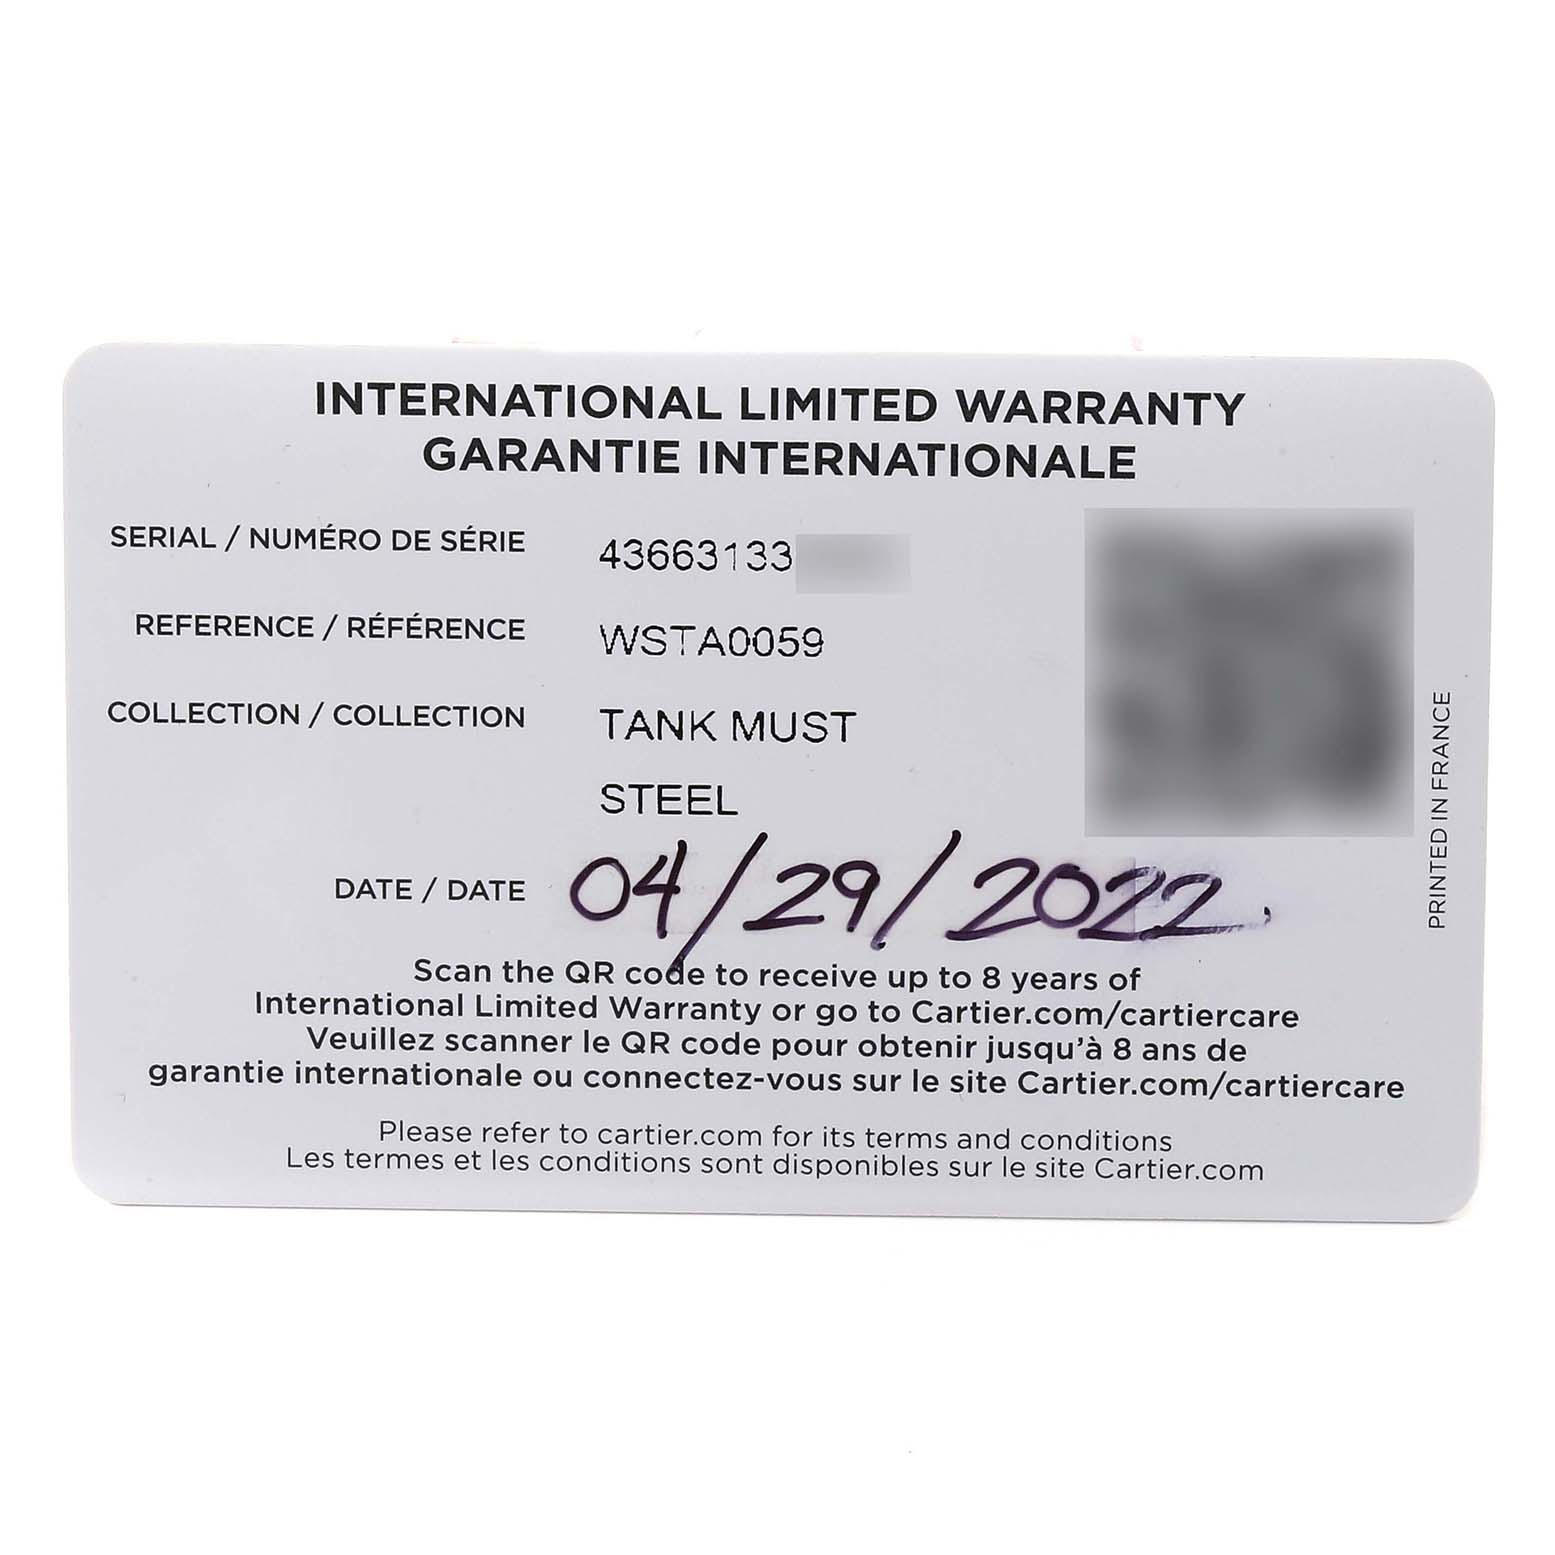 INTERNATIONAL LIMITED WARRANTY
GARANTIE INTERNATIONALE
SERIAL / NUMÉRO DE SÉRIE 43663133
REFERENCE / RÉFÉRENCE WSTA0059
COLLECTION / COLLECTION TANK MUST
STEEL
DATE / DATE 04/29/2022.
Scan the QR code to receive up to 8 years of
International Limited Warranty or go to Cartier.com/cartiercare
Veuillez scanner le QR code pour obtenir jusqu'à 8 ans de
garantie internationale ou connectez-vous sur le site Cartier.com/cartiercare
Please refer to cartier.com for its terms and conditions
Les termes et les conditions sont disponibles sur le site Cartier.com
PRINTED IN FRANCE